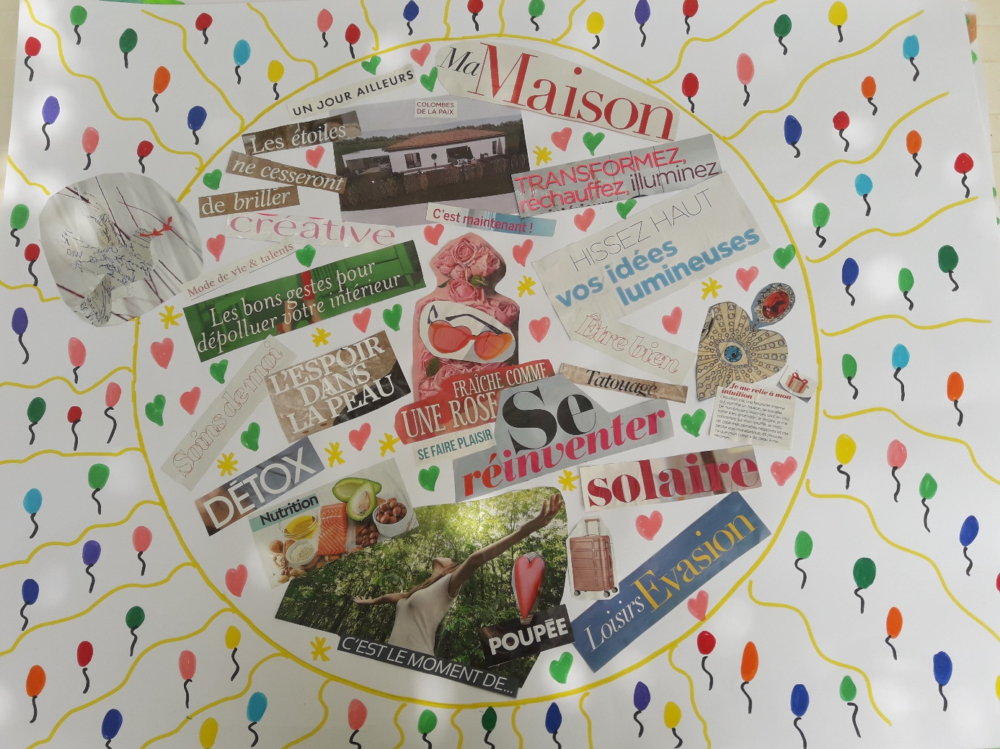 Ma Maison
UN JOUR AILLEURS
COLOMBES
DE LA PAIX
Les étoiles
ne cesseront
de briller
TRANSFORMEZ,
réchauffez, illuminez
C'est maintenant !
créative
Mode de vie & talents
HISSEZ HAUT
vos idées
lumineuses
Les bons gestes pour
dépolluer votre intérieur
Être bien
Soins de moi
L'ESPOIR
DANS
LA PEAU
FRAÎCHE COMME
UNE ROSE
Tatouage
Se
réinventer
SE FAIRE PLAISIR
Je me relie à mon
intuition
DÉTOX
Nutrition
solaire
Loisirs Evasion
POUPÉE
C'EST LE MOMENT DE...